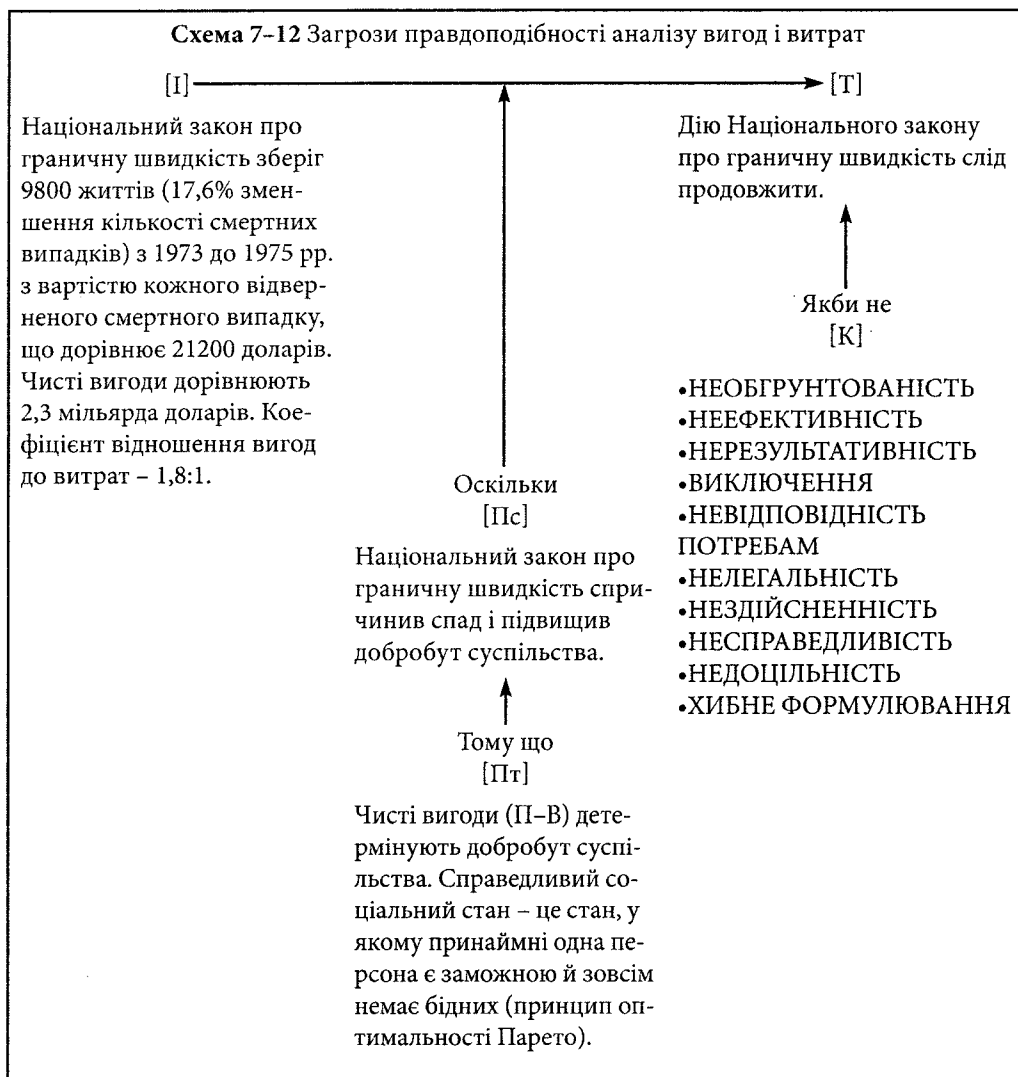 Схема 7–12 Загрози правдоподібності аналізу вигод і витрат
[І]
[Т]
Національний закон про
граничну швидкість зберіг
9800 життів (17,6% змен-
шення кількості смертних
випадків) з 1973 до 1975 рр.
з вартістю кожного відвер-
неного смертного випадку,
що дорівнює 21200 доларів.
Чисті вигоди дорівнюють
2,3 мільярда доларів. Кое-
фіцієнт відношення вигод
до витрат – 1,8:1.
Дію Національного закону
про граничну швидкість слід
продовжити.
Якби не
[К]
•НЕОБГРУНТОВАНІСТЬ
•НЕЕФЕКТИВНІСТЬ
•НЕРЕЗУЛЬТАТИВНІСТЬ
•ВИКЛЮЧЕННЯ
•НЕВІДПОВІДНІСТЬ
ПОТРЕБАМ
•НЕЛЕГАЛЬНІСТЬ
•НЕЗДІЙСНЕННІСТЬ
•НЕСПРАВЕДЛИВІСТЬ
•НЕДОЦІЛЬНІСТЬ
•ХИБНЕ ФОРМУЛЮВАННЯ
Оскільки
[Пс]
Національний закон про
граничну швидкість спри-
чинив спад і підвищив
добробут суспільства.
Тому що
[Пт]
Чисті вигоди (П–В) дете-
рмінують добробут суспі-
льства. Справедливий со-
ціальний стан – це стан, у
якому принаймні одна пе-
рсона є заможною й зовсім
немає бідних (принцип оп-
тимальності Парето).